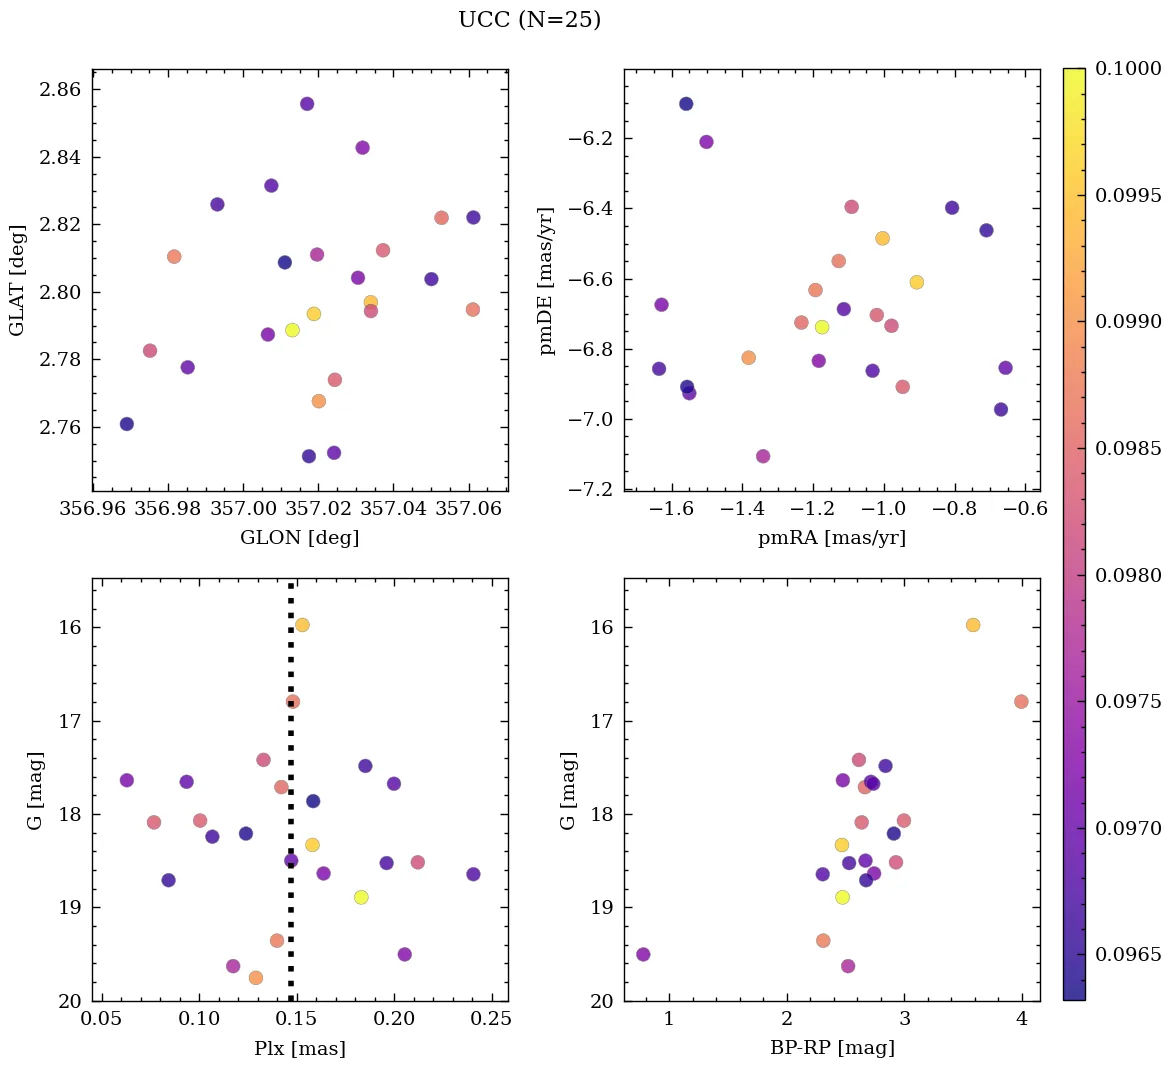 UCC (N=25)
2.86
2.84
2.82
2.80
2.78
2.76
GLAT [deg]
356.96 356.98 357.00 357.02 357.04 357.06
GLON [deg]
−6.2
−6.4
−6.6
−6.8
−7.0
−7.2
pmDE [mas/yr]
−1.6 −1.4 −1.2 −1.0 −0.8 −0.6
pmRA [mas/yr]
16
17
18
19
20
G [mag]
0.05 0.10 0.15 0.20 0.25
Plx [mas]
16
17
18
19
20
G [mag]
1 2 3 4
BP-RP [mag]
0.1000
0.0995
0.0990
0.0985
0.0980
0.0975
0.0970
0.0965